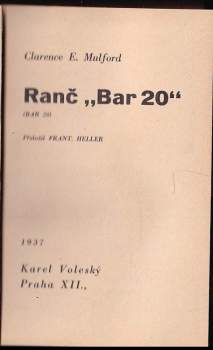 Clarence E. Mulford
Ranč „Bar 20"
(BAR 20)
Přeložil FRANT. HELLER
1937
Karel Voleský
Praha XII.,